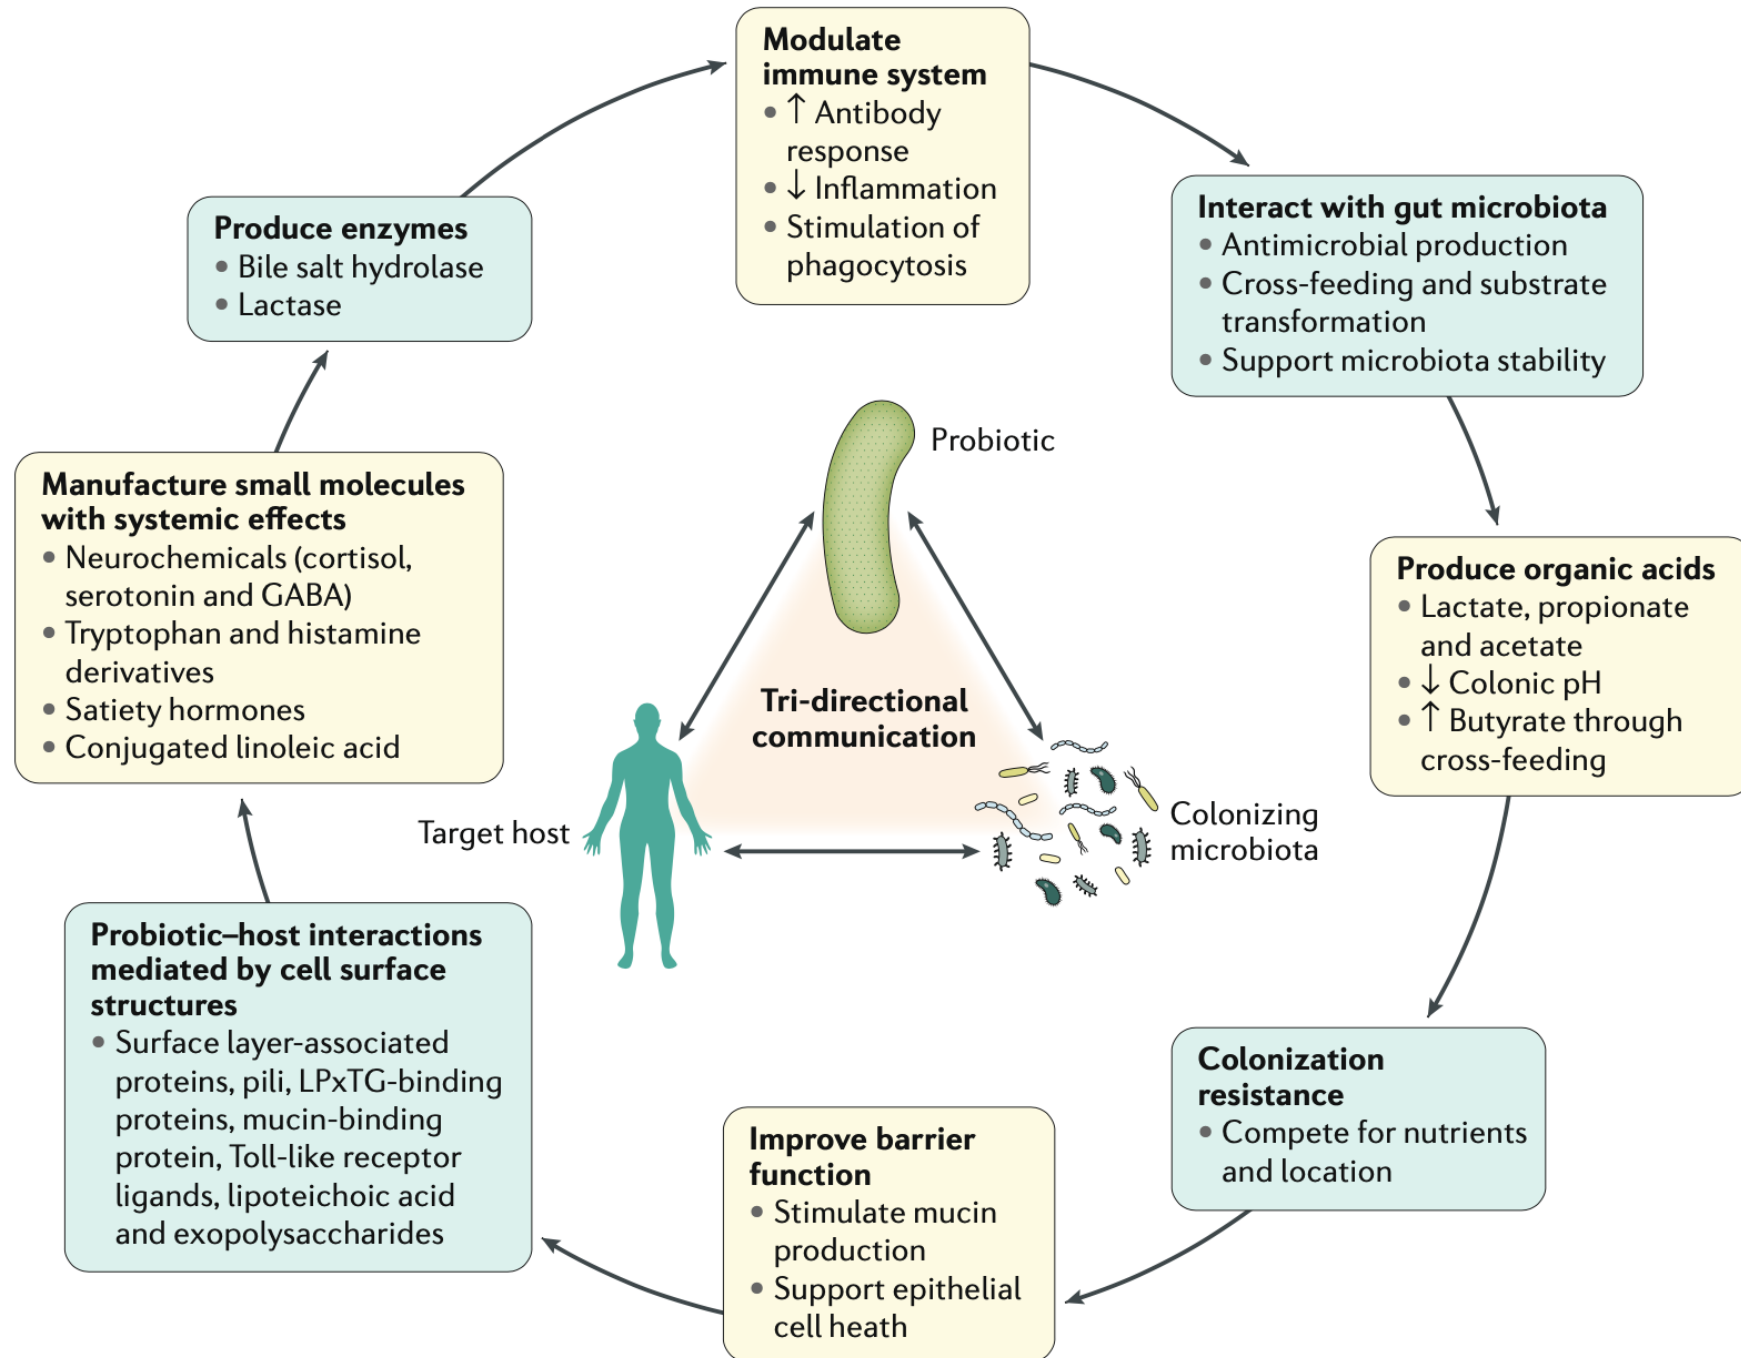 Modulate
immune system
• ↑ Antibody
response
• ↓ Inflammation
• Stimulation of
phagocytosis
Interact with gut microbiota
• Antimicrobial production
• Cross-feeding and substrate
transformation
• Support microbiota stability
Produce organic acids
• Lactate, propionate
and acetate
• ↓ Colonic pH
• ↑ Butyrate through
cross-feeding
Colonization
resistance
• Compete for nutrients
and location
Improve barrier
function
• Stimulate mucin
production
• Support epithelial
cell heath
Probiotic–host interactions
mediated by cell surface
structures
• Surface layer-associated
proteins, pili, LPxTG-binding
proteins, mucin-binding
protein, Toll-like receptor
ligands, lipoteichoic acid
and exopolysaccharides
Manufacture small molecules
with systemic effects
• Neurochemicals (cortisol,
serotonin and GABA)
• Tryptophan and histamine
derivatives
• Satiety hormones
• Conjugated linoleic acid
Produce enzymes
• Bile salt hydrolase
• Lactase
Probiotic
Tri-directional
communication
Target host
Colonizing
microbiota